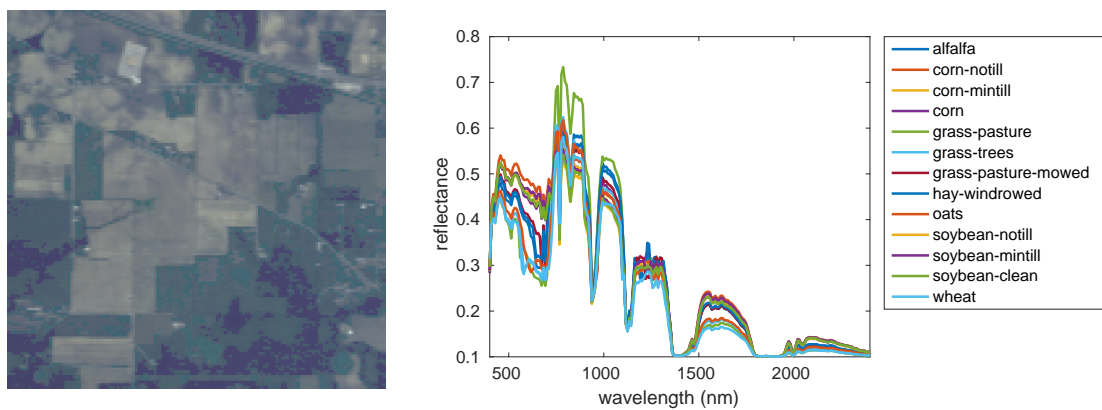 0.8
0.7
0.6
0.5
0.4
0.3
0.2
0.1
reflectance
500
1000
1500
2000
wavelength (nm)
alfalfa
corn-notill
corn-mintill
corn
grass-pasture
grass-trees
grass-pasture-mowed
hay-windrowed
oats
soybean-notill
soybean-mintill
soybean-clean
wheat